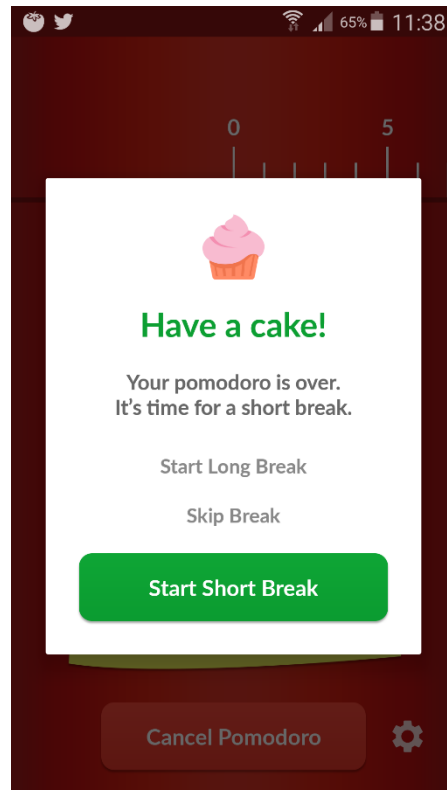 65% 11:38
0 5
Have a cake!
Your pomodoro is over.
It's time for a short break.
Start Long Break
Skip Break
Start Short Break
Cancel Pomodoro